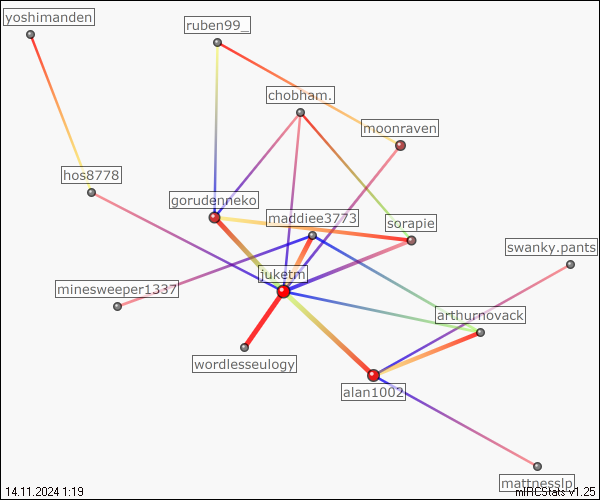 yoshimanden
ruben99_
chobham.
moonraven
hos8778
gorudenneko
maddiee3773
sorapie
swanky.pants
juketm
minesweeper1337
arthurnovack
wordlesseulogy
alan1002
mattnesslp
14.11.2024 1:19
mIRCStats v1.25